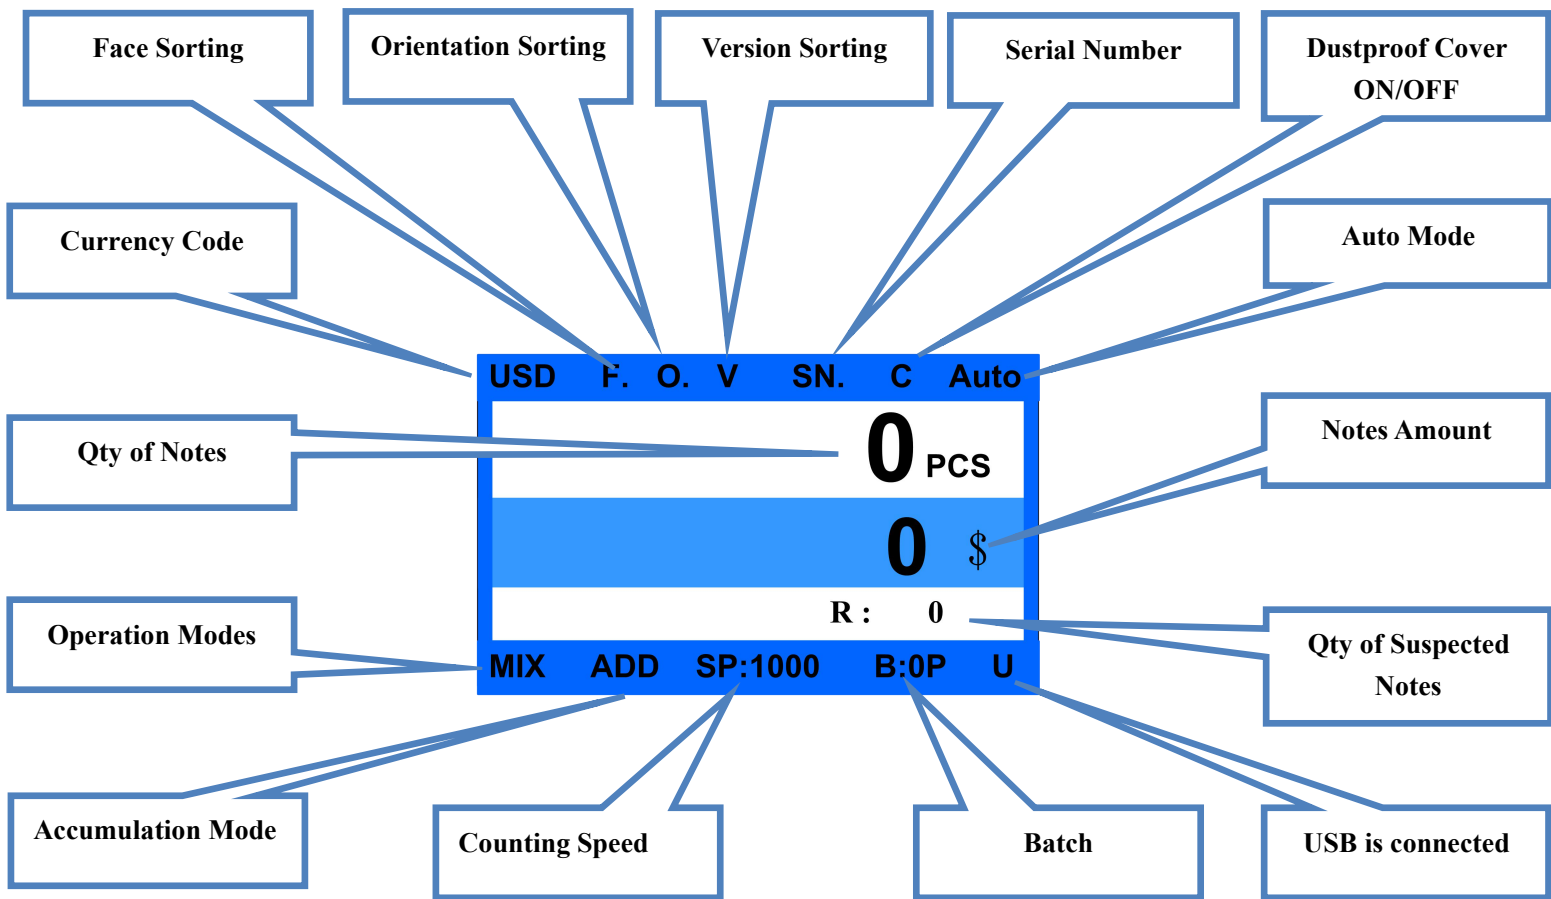 Face Sorting
Orientation Sorting
Version Sorting
Serial Number
Dustproof Cover
ON/OFF
Currency Code
Auto Mode
USD F. O. V SN. C Auto
Qty of Notes
0 PCS
Notes Amount
0 $
Operation Modes
R : 0
Qty of Suspected
Notes
MIX ADD SP:1000 B:0P U
Accumulation Mode
Counting Speed
Batch
USB is connected